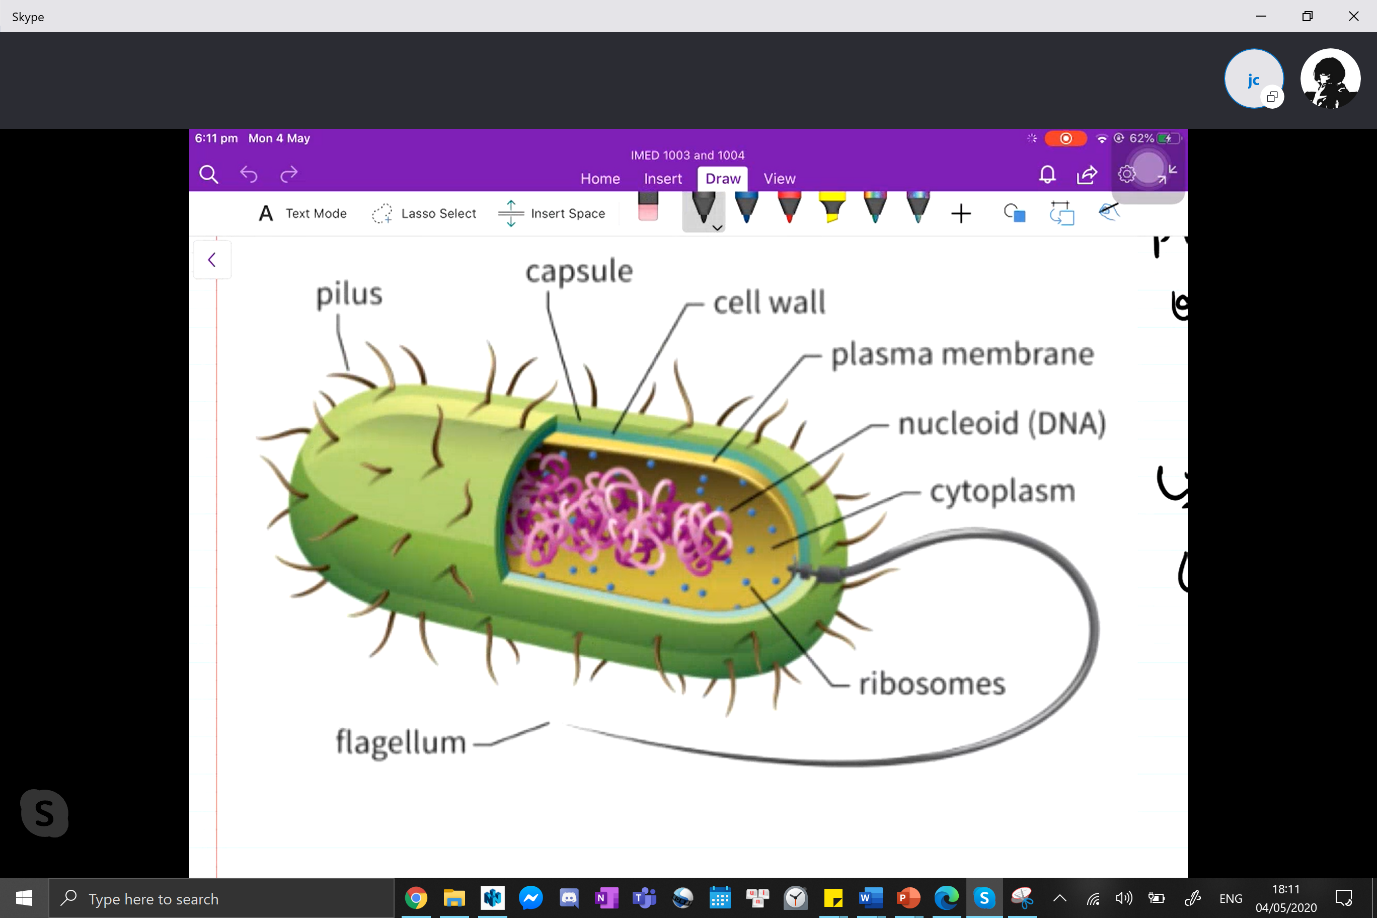 Skype
jc
6:11 pm Mon 4 May
62%
IMED 1003 and 1004
Home Insert Draw View
A Text Mode Lasso Select Insert Space
capsule
pilus
cell wall
plasma membrane
nucleoid (DNA)
cytoplasm
ribosomes
flagellum
S
Type here to search
ENG
18:11
04/05/2020